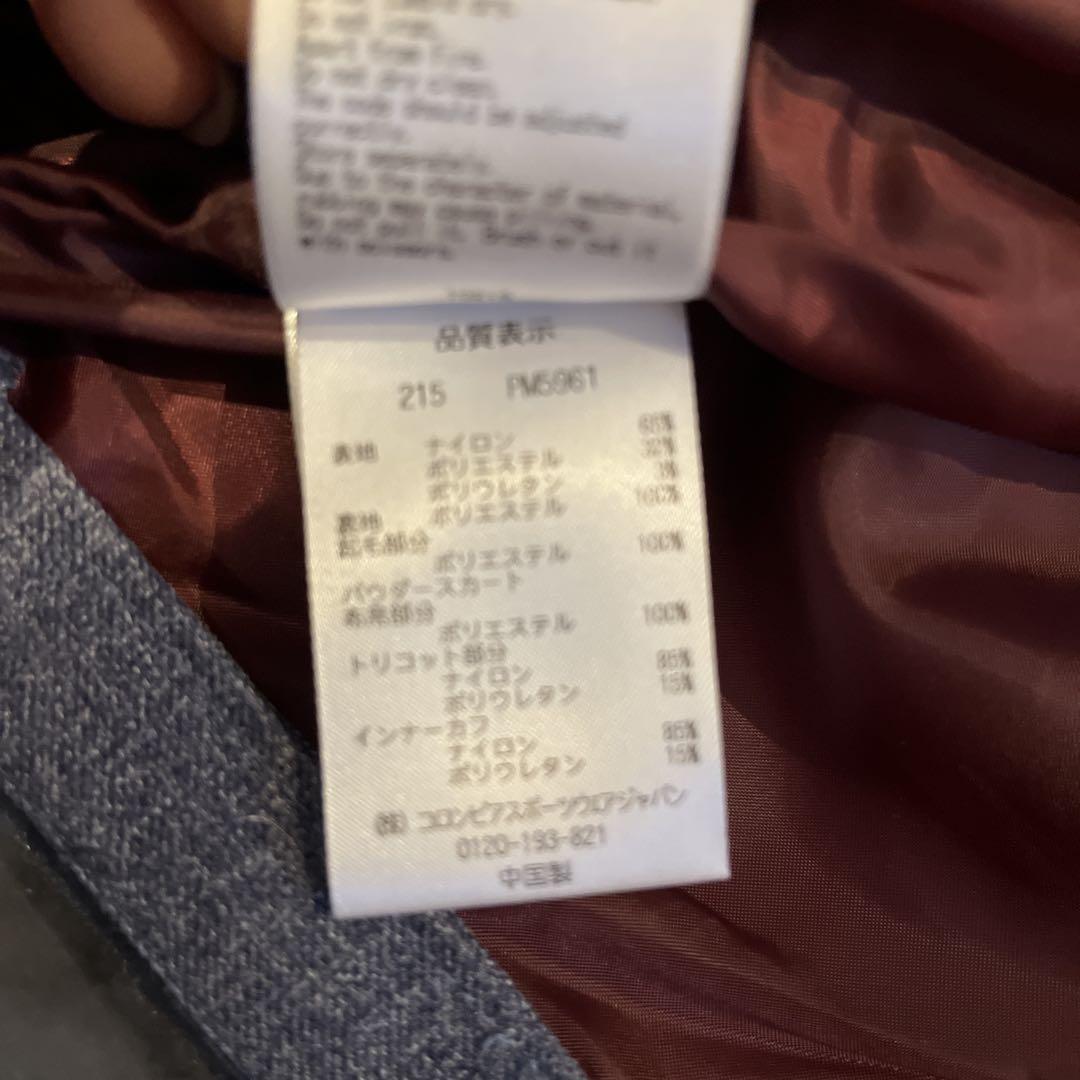 Do not iron.
Apart from fire.
Do not dry clean.
The body should be adjusted
correctly.
Store separately.
Due to the character of material,
rubbing may cause pilling.
Do not pull it. Brush or cut it
with scissors.
品質表示
215 PM5961
65%
表地 ナイロン 32%
ポリエステル 3%
ポリウレタン 100%
裏地 ポリエステル
起毛部分 100%
ポリエステル
パウダースカート
布帛部分 100%
ポリエステル
トリコット部分 85%
ナイロン 15%
ポリウレタン
インナーカフ 85%
ナイロン 15%
ポリウレタン
(株)コロンビアスポーツウェアジャパン
0120-193-821
中国製